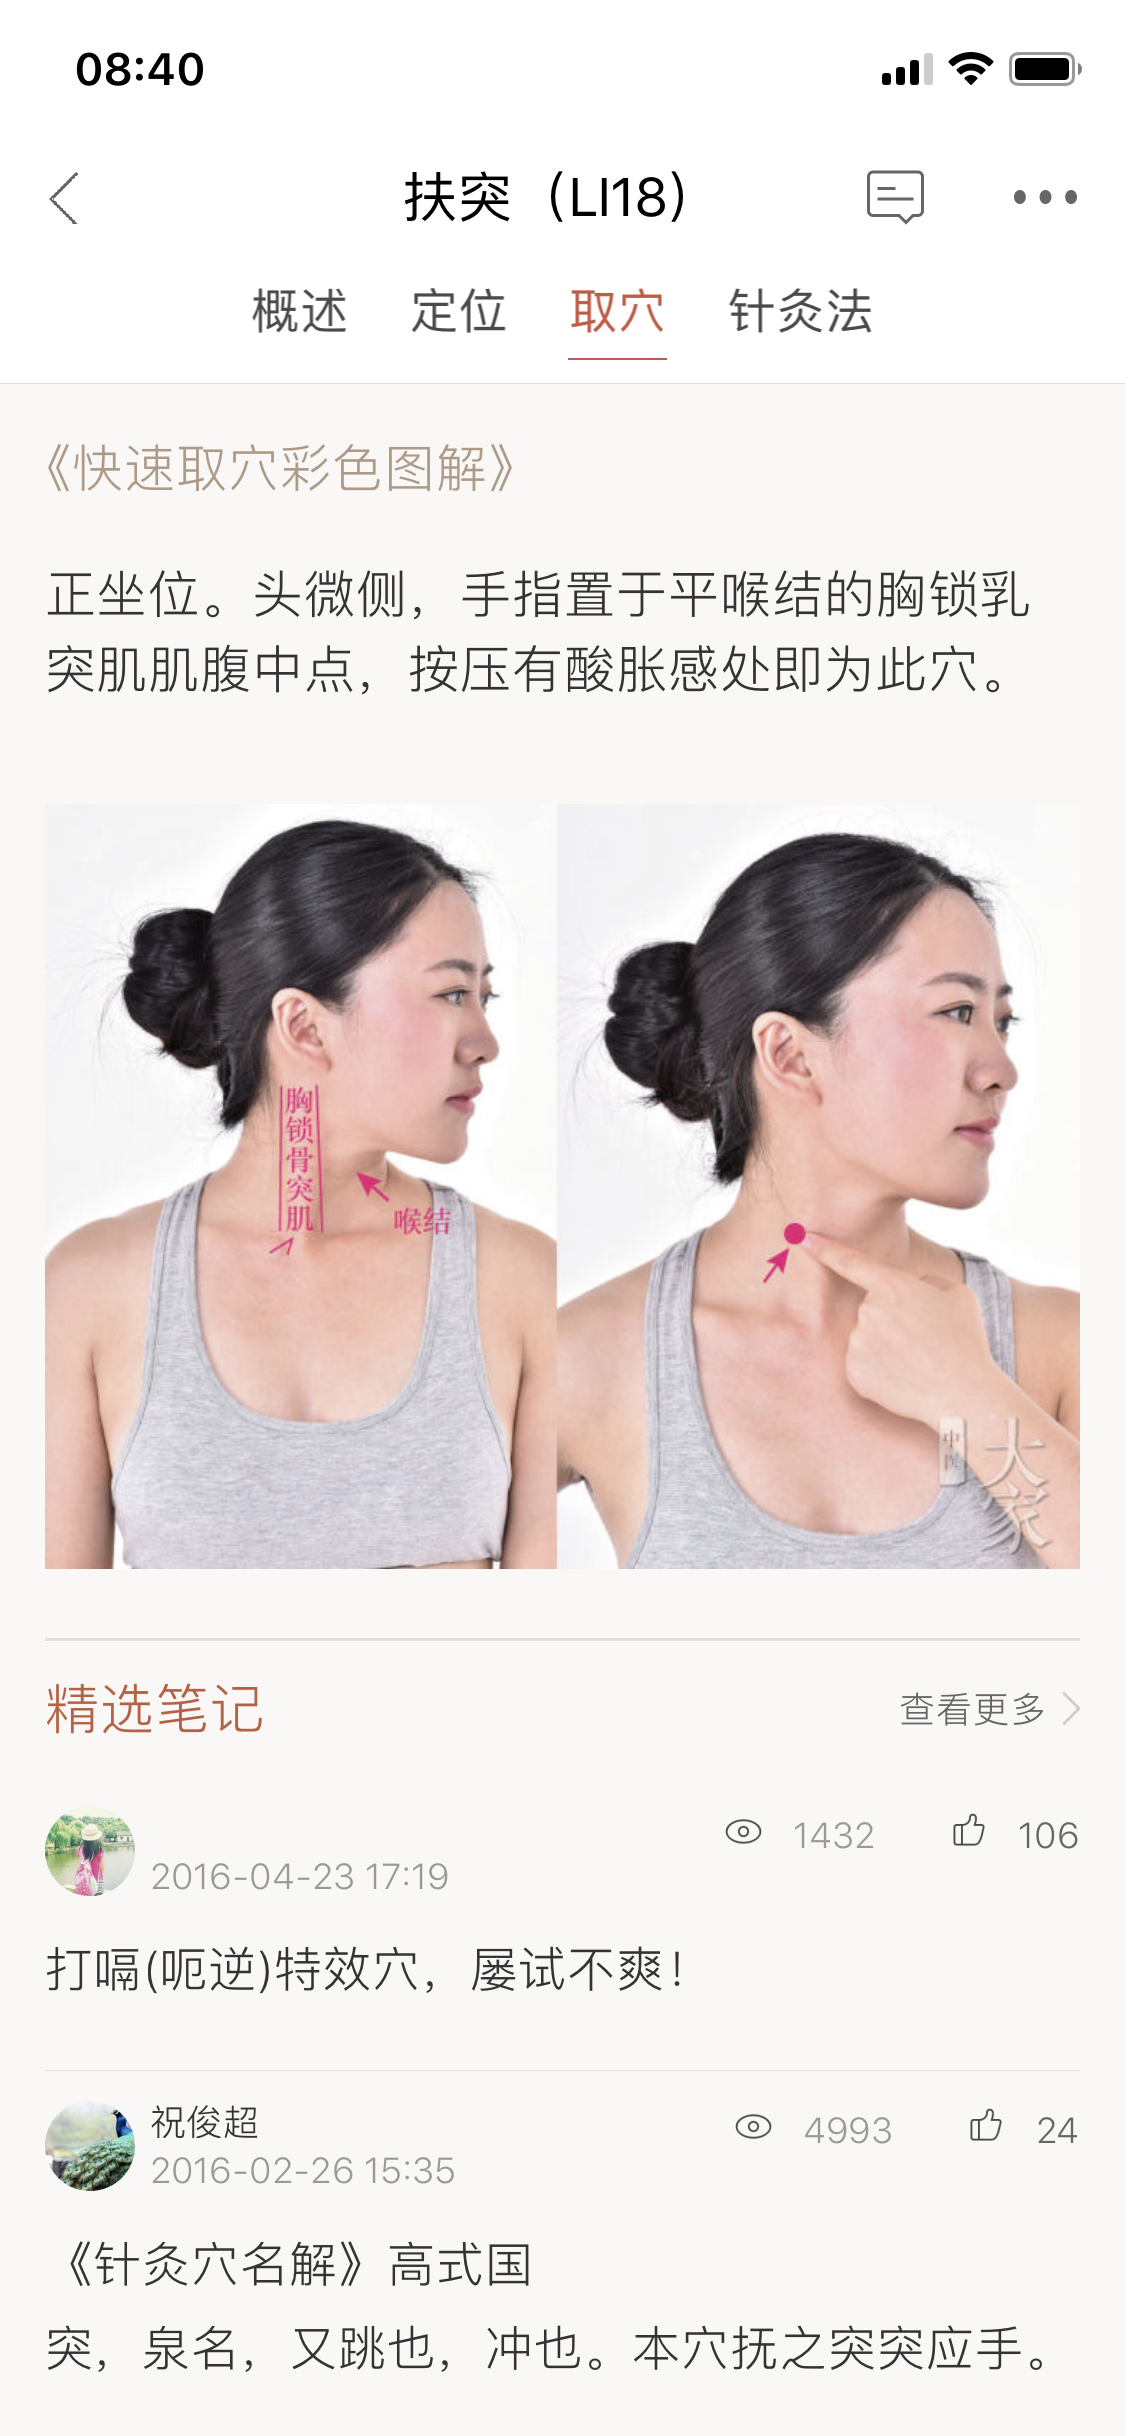 08:40
扶突（LI18）
概述 定位 取穴 针灸法
《快速取穴彩色图解》
正坐位。头微侧，手指置于平喉结的胸锁乳
突肌肌腹中点，按压有酸胀感处即为此穴。
胸锁骨突肌
喉结
中医
大家
精选笔记
查看更多
1432 106
2016-04-23 17:19
打嗝(呃逆)特效穴，屡试不爽！
祝俊超
4993 24
2016-02-26 15:35
《针灸穴名解》高式国
突，泉名，又跳也，冲也。本穴抚之突突应手。